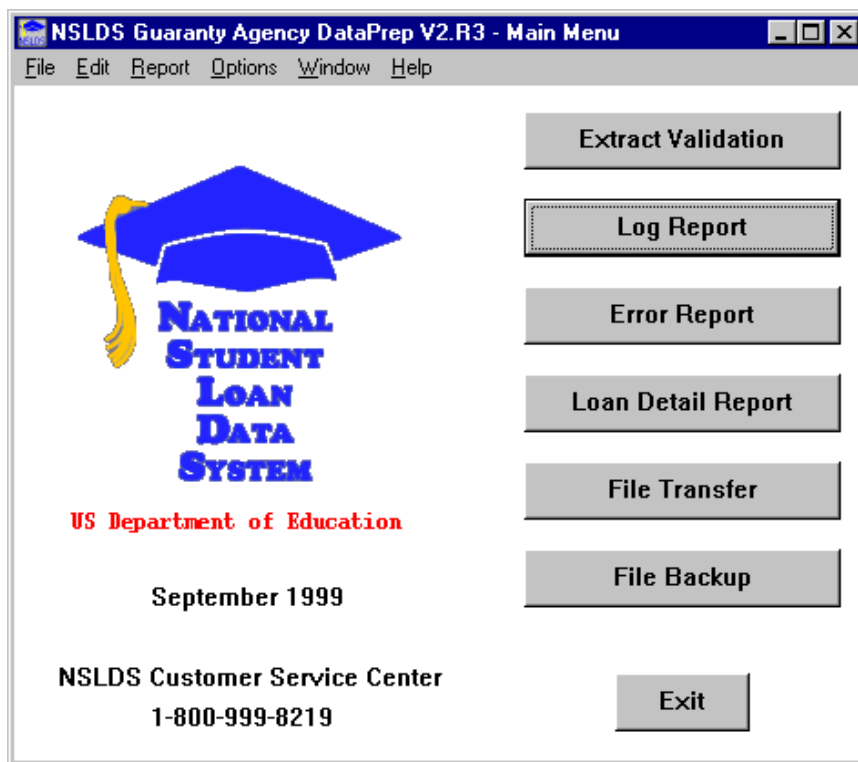 NSLDS Guaranty Agency DataPrep V2.R3 - Main Menu
File Edit Report Options Window Help
NATIONAL
STUDENT
LOAN
DATA
SYSTEM
US Department of Education
September 1999
NSLDS Customer Service Center
1-800-999-8219
Extract Validation
Log Report
Error Report
Loan Detail Report
File Transfer
File Backup
Exit